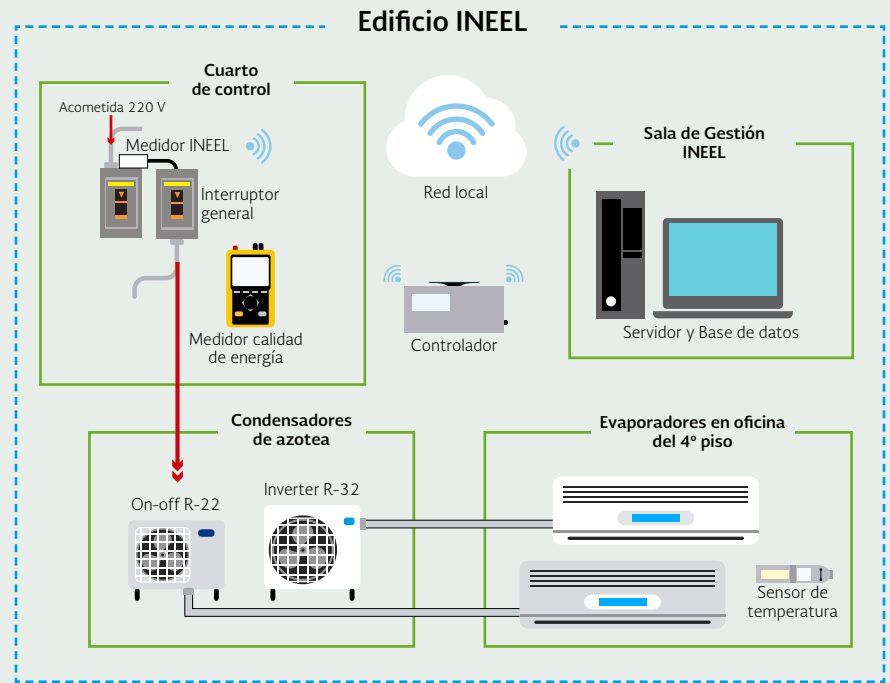 Edificio INEEL
Cuarto
de control
Acometida 220 V
Medidor INEEL
Interruptor
general
Medidor calidad
de energía
Red local
Controlador
Sala de Gestión
INEEL
Servidor y Base de datos
Condensadores
de azotea
On-off R-22
Inverter R-32
Evaporadores en oficina
del 4º piso
Sensor de
temperatura